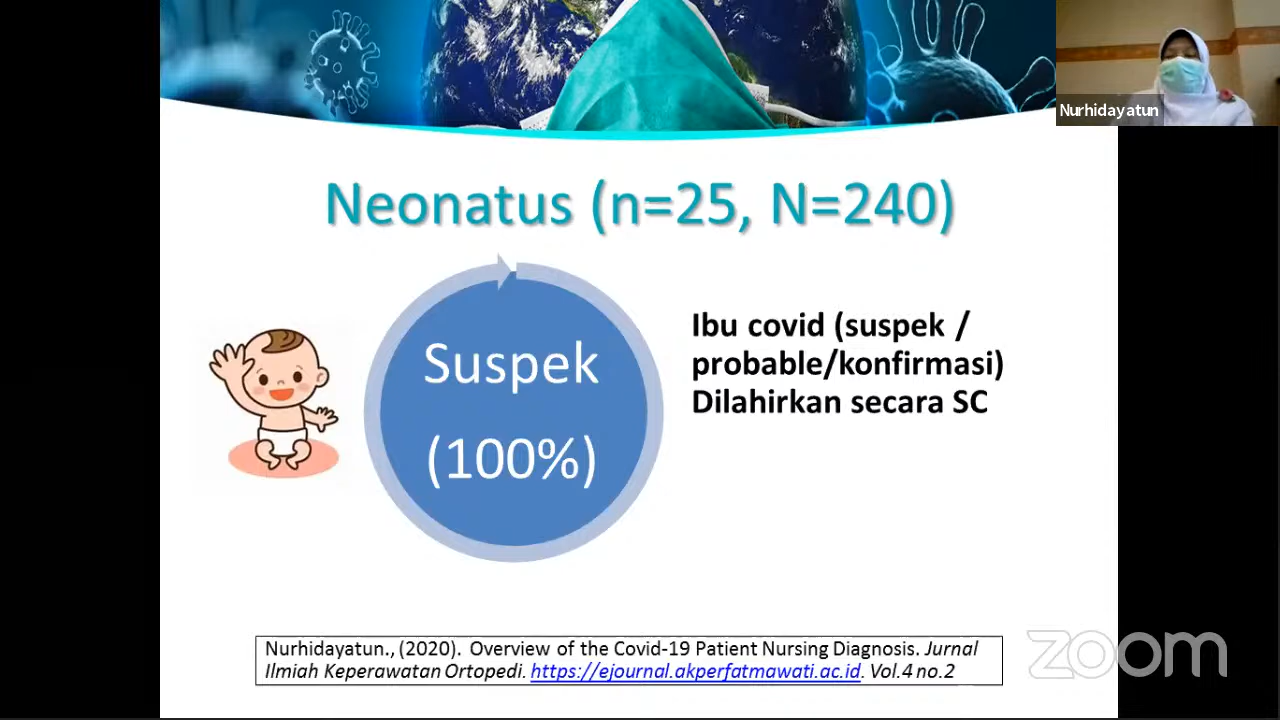 Nurhidayatun
Neonatus (n=25, N=240)
Suspek
(100%)
Ibu covid (suspek /
probable/konfirmasi)
Dilahirkan secara SC
Nurhidayatun., (2020). Overview of the Covid-19 Patient Nursing Diagnosis. Jurnal
Ilmiah Keperawatan Ortopedi. https://ejournal.akperfatmawati.ac.id. Vol.4 no.2
zoom